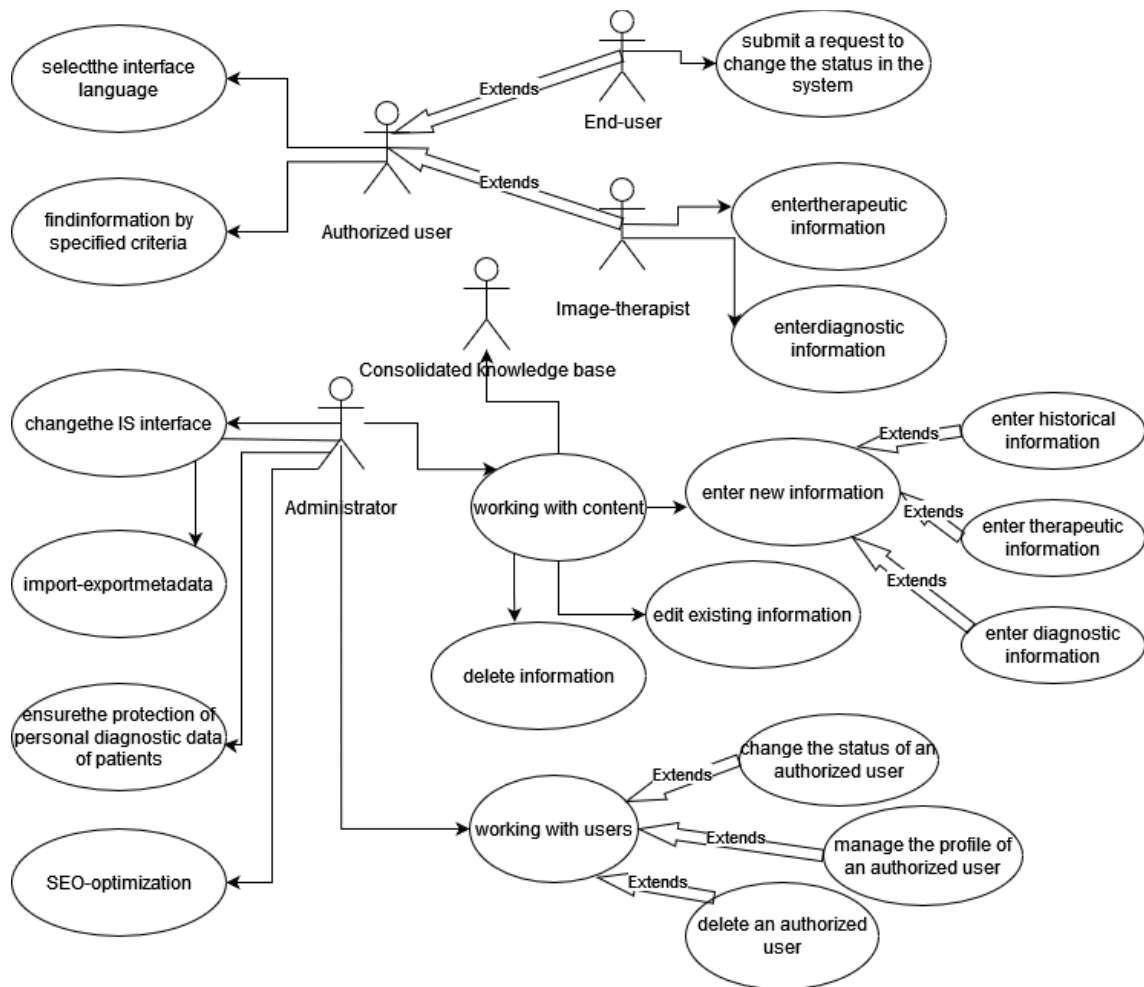 selectthe interface
language
Extends
End-user
submit a request to
change the status in the
system
findinformation by
specified criteria
Authorized user
Extends
Image-therapist
entertherapeutic
information
enterdiagnostic
information
Consolidated knowledge base
changethe IS interface
Administrator
working with content
enter new information
Extends
enter historical
information
Extends
enter therapeutic
information
Extends
enter diagnostic
information
import-exportmetadata
edit existing information
delete information
ensurethe protection of
personal diagnostic data
of patients
SEO-optimization
working with users
Extends
change the status of an
authorized user
Extends
manage the profile of
an authorized user
Extends
delete an authorized
user